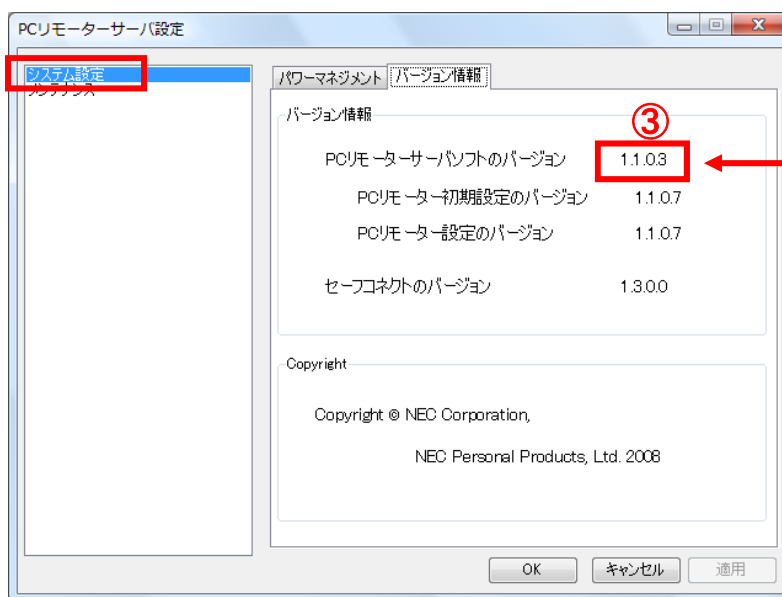 PCリモーターサーバ設定
システム設定
メンテナンス
パワーマネジメント バージョン情報
バージョン情報
③
PCリモーターサーバソフトのバージョン 1.1.0.3
PCリモーター初期設定のバージョン 1.1.0.7
PCリモーター設定のバージョン 1.1.0.7
セーフコネクトのバージョン 1.3.0.0
Copyright
Copyright © NEC Corporation,
NEC Personal Products, Ltd. 2008
OK キャンセル 適用